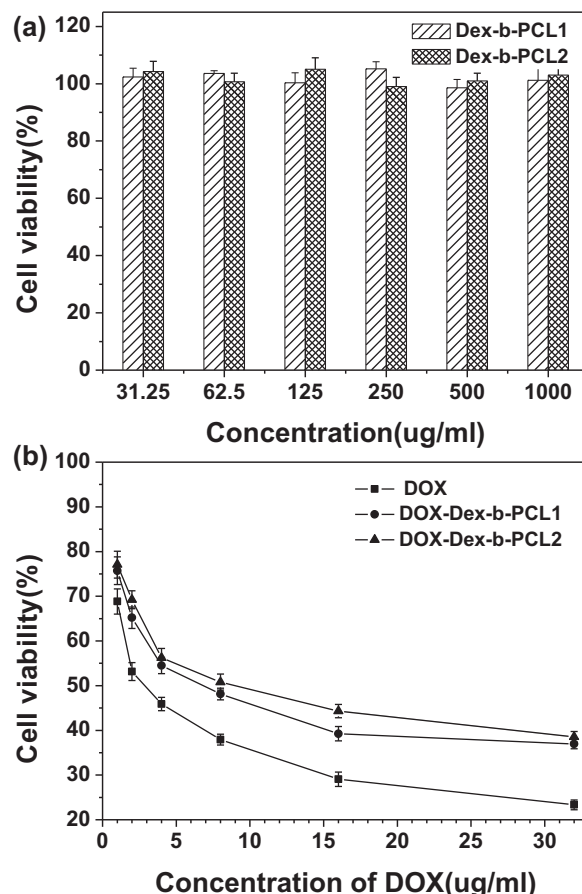 (a)
Dex-b-PCL1
Dex-b-PCL2
120
100
80
60
40
20
0
Cell viability(%)
31.25 62.5 125 250 500 1000
Concentration(ug/ml)
(b)
DOX
DOX-Dex-b-PCL1
DOX-Dex-b-PCL2
100
90
80
70
60
50
40
30
20
Cell viability(%)
0 5 10 15 20 25 30
Concentration of DOX(ug/ml)